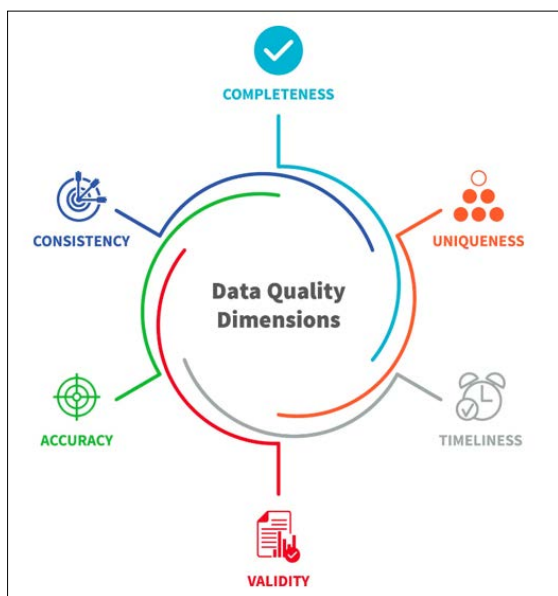 COMPLETENESS
CONSISTENCY
UNIQUENESS
Data Quality
Dimensions
ACCURACY
TIMELINESS
VALIDITY